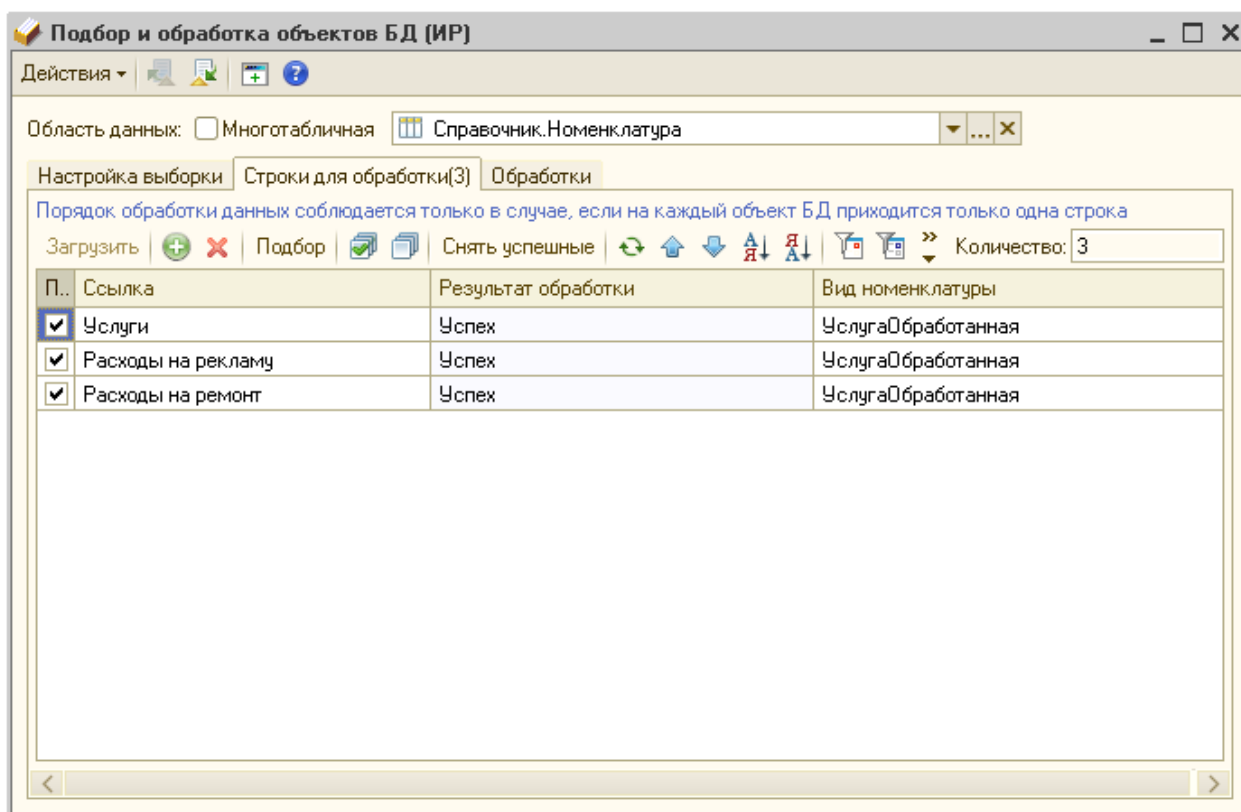 Подбор и обработка объектов БД (ИР)
Действия
Область данных: Многотабличная Справочник.Номенклатура
Настройка выборки Строки для обработки(3) Обработки
Порядок обработки данных соблюдается только в случае, если на каждый объект БД приходится только одна строка
Загрузить Подбор Снять успешные Количество: 3
П.. Ссылка Результат обработки Вид номенклатуры
Услуги Успех УслугаОбработанная
Расходы на рекламу Успех УслугаОбработанная
Расходы на ремонт Успех УслугаОбработанная